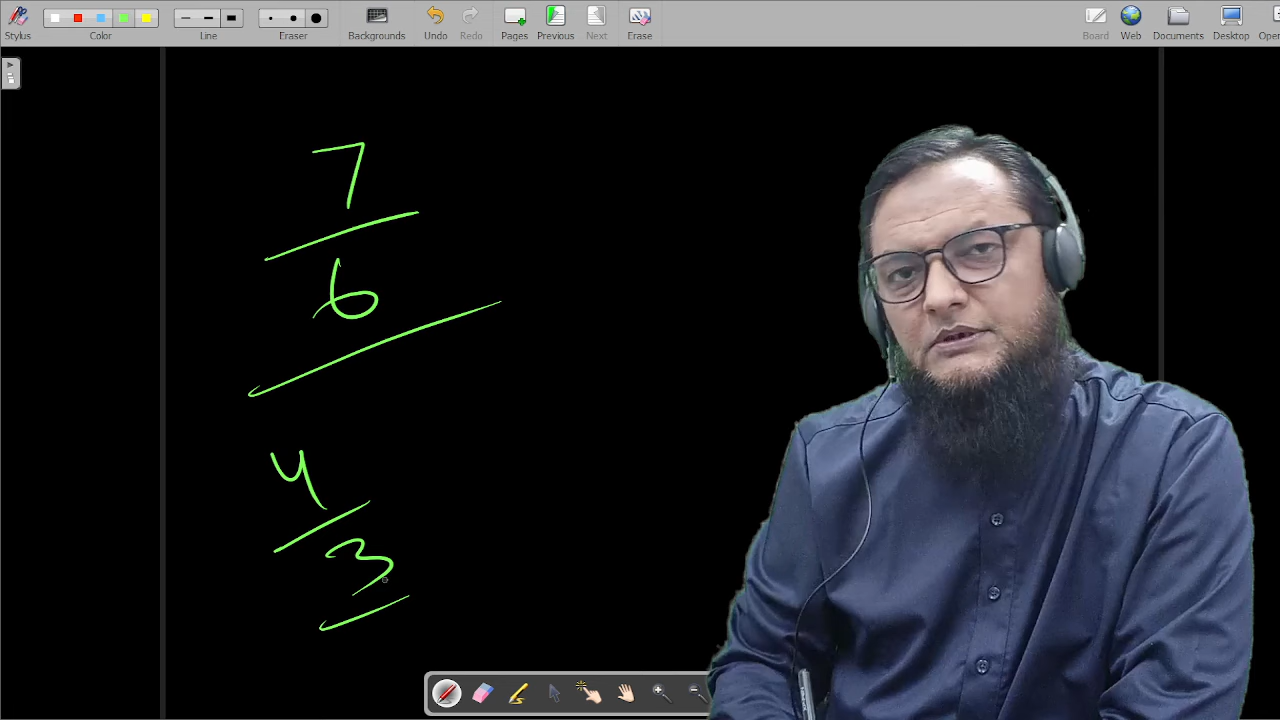 Stylus Color Line Eraser Backgrounds Undo Redo Pages Previous Next Erase Board Web Documents Desktop
7
6
4
3